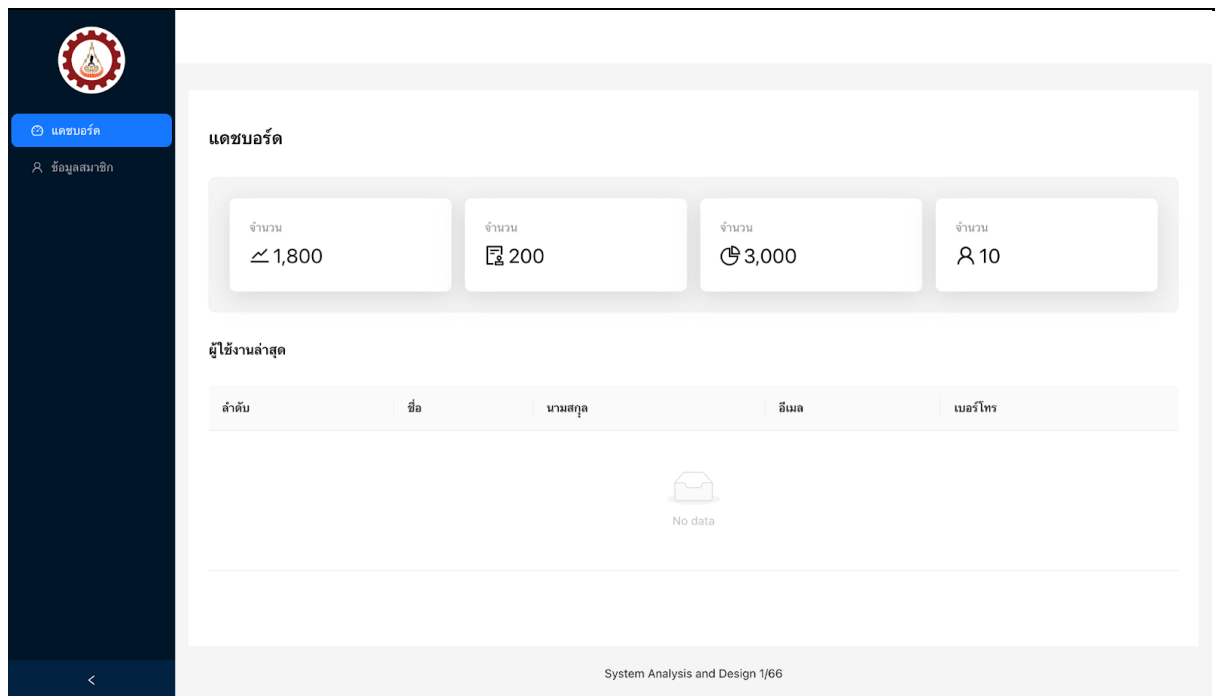 แดชบอร์ด
ข้อมูลสมาชิก
แดชบอร์ด
จำนวน
1,800
จำนวน
200
จำนวน
3,000
จำนวน
10
ผู้ใช้งานล่าสุด
ลำดับ ชื่อ นามสกุล อีเมล เบอร์โทร
No data
System Analysis and Design 1/66